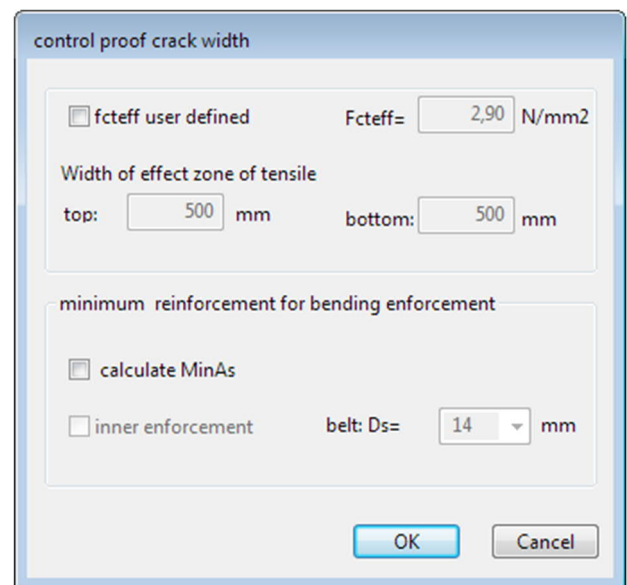 control proof crack width
fcteff user defined Fcteff= 2,90 N/mm2
Width of effect zone of tensile
top: 500 mm bottom: 500 mm
minimum reinforcement for bending enforcement
calculate MinAs
inner enforcement belt: Ds= 14 mm
OK Cancel